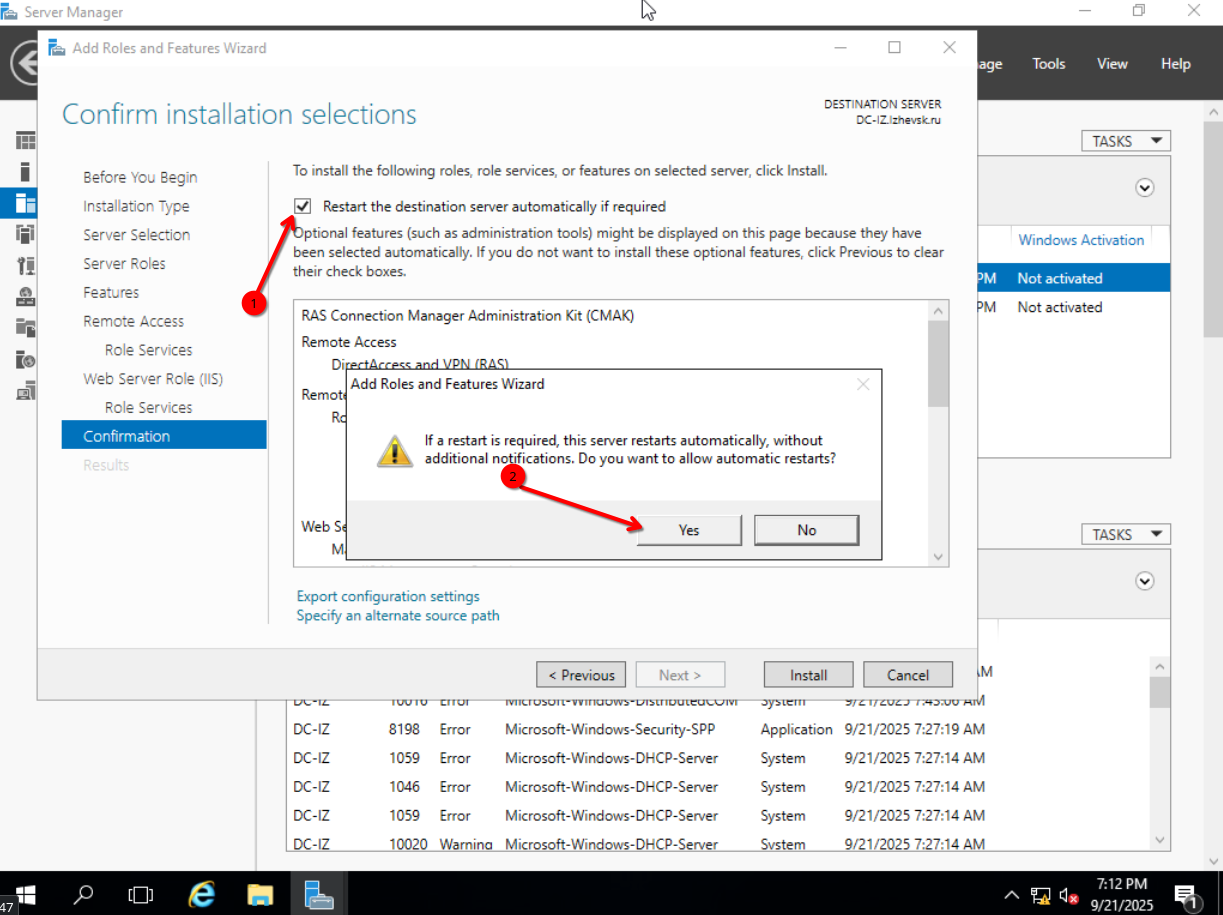 Server Manager
Add Roles and Features Wizard
Tools View Help
Confirm installation selections
DESTINATION SERVER
DC-IZ.Izhevsk.ru
TASKS
Before You Begin
Installation Type
Server Selection
Server Roles
Features
Remote Access
Role Services
Web Server Role (IIS)
Role Services
Confirmation
Results
To install the following roles, role services, or features on selected server, click Install.
Restart the destination server automatically if required
Optional features (such as administration tools) might be displayed on this page because they have
been selected automatically. If you do not want to install these optional features, click Previous to clear
their check boxes.
1
RAS Connection Manager Administration Kit (CMAK)
Remote Access
DirectAccess and VPN (RAS)
Add Roles and Features Wizard
If a restart is required, this server restarts automatically, without
additional notifications. Do you want to allow automatic restarts?
2
Yes No
Export configuration settings
Specify an alternate source path
< Previous Next > Install Cancel
Windows Activation
PM Not activated
PM Not activated
TASKS
AM
DC-IZ 10016 Error Microsoft-Windows-DistributedCOM System 9/21/2025 7:43:06 AM
DC-IZ 8198 Error Microsoft-Windows-Security-SPP Application 9/21/2025 7:27:19 AM
DC-IZ 1059 Error Microsoft-Windows-DHCP-Server System 9/21/2025 7:27:14 AM
DC-IZ 1046 Error Microsoft-Windows-DHCP-Server System 9/21/2025 7:27:14 AM
DC-IZ 1059 Error Microsoft-Windows-DHCP-Server System 9/21/2025 7:27:14 AM
DC-IZ 10020 Warning Microsoft-Windows-DHCP-Server System 9/21/2025 7:27:14 AM
47
7:12 PM
9/21/2025
1